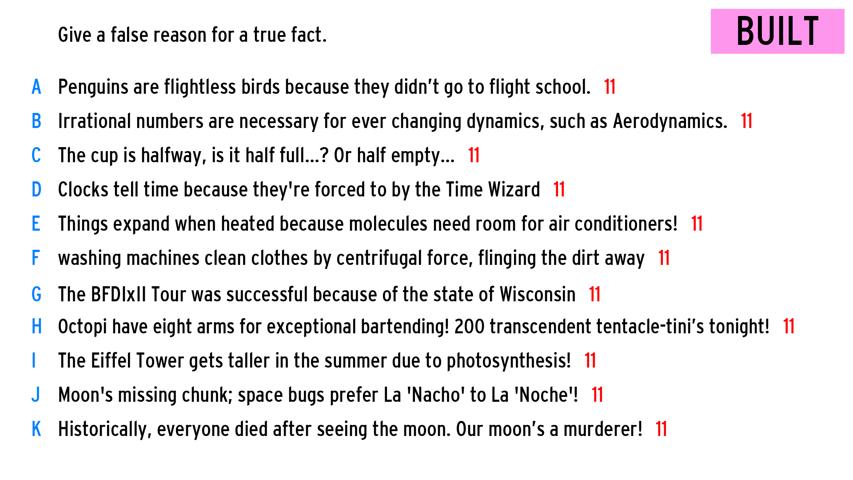 Give a false reason for a true fact.
BUILT
A Penguins are flightless birds because they didn't go to flight school. 11
B Irrational numbers are necessary for ever changing dynamics, such as Aerodynamics. 11
C The cup is halfway, is it half full...? Or half empty... 11
D Clocks tell time because they're forced to by the Time Wizard 11
E Things expand when heated because molecules need room for air conditioners! 11
F washing machines clean clothes by centrifugal force, flinging the dirt away 11
G The BFDIxII Tour was successful because of the state of Wisconsin 11
H Octopi have eight arms for exceptional bartending! 200 transcendent tentacle-tini's tonight! 11
I The Eiffel Tower gets taller in the summer due to photosynthesis! 11
J Moon's missing chunk; space bugs prefer La 'Nacho' to La 'Noche'! 11
K Historically, everyone died after seeing the moon. Our moon's a murderer! 11